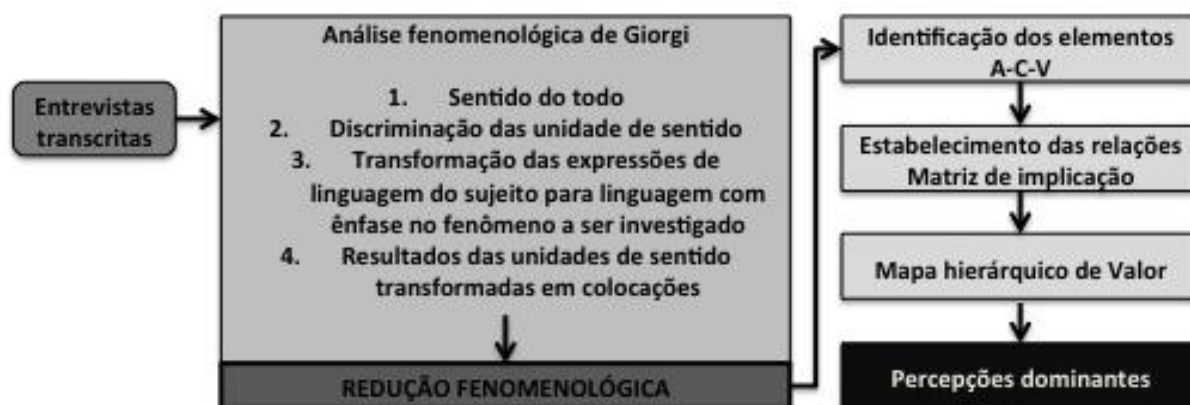 Entrevistas
transcritas
Análise fenomenológica de Giorgi
1. Sentido do todo
2. Discriminação das unidade de sentido
3. Transformação das expressões de
linguagem do sujeito para linguagem com
ênfase no fenômeno a ser investigado
4. Resultados das unidades de sentido
transformadas em colocações
REDUÇÃO FENOMENOLÓGICA
Identificação dos elementos
A-C-V
Estabelecimento das relações
Matriz de implicação
Mapa hierárquico de Valor
Percepções dominantes